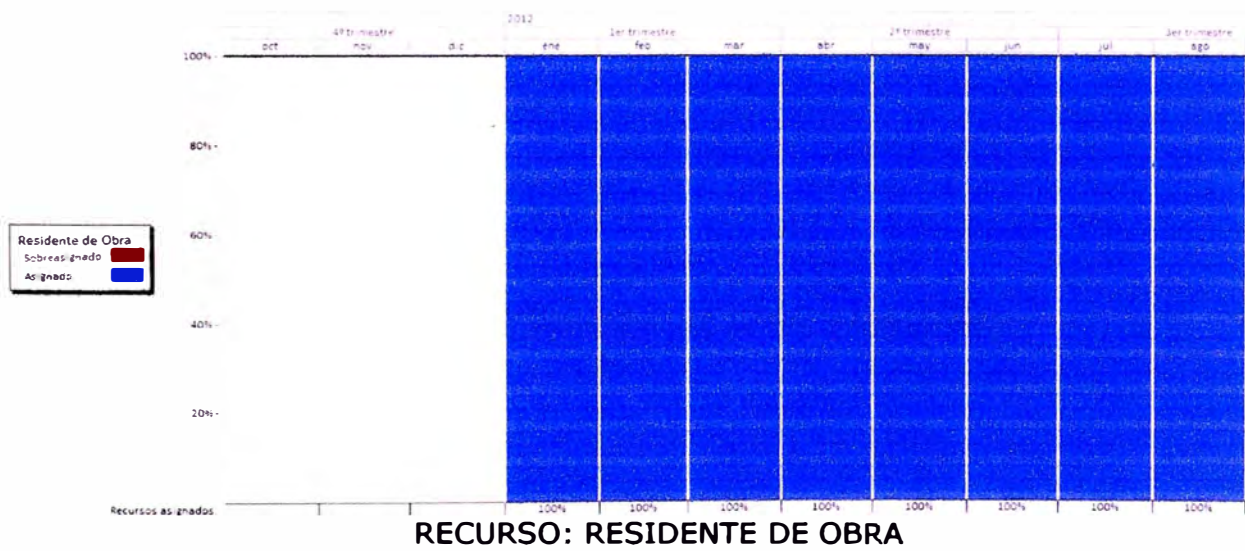 2012
4º trimestre 1er trimestre 2º trimestre 3er trimestre
oct nov dic ene feb mar abr may jun jul ago
100%
80%
60%
40%
20%
Residente de Obra
Sobreasignado
Asignado
Recursos asignados 100% 100% 100% 100% 100% 100% 100% 100%
RECURSO: RESIDENTE DE OBRA